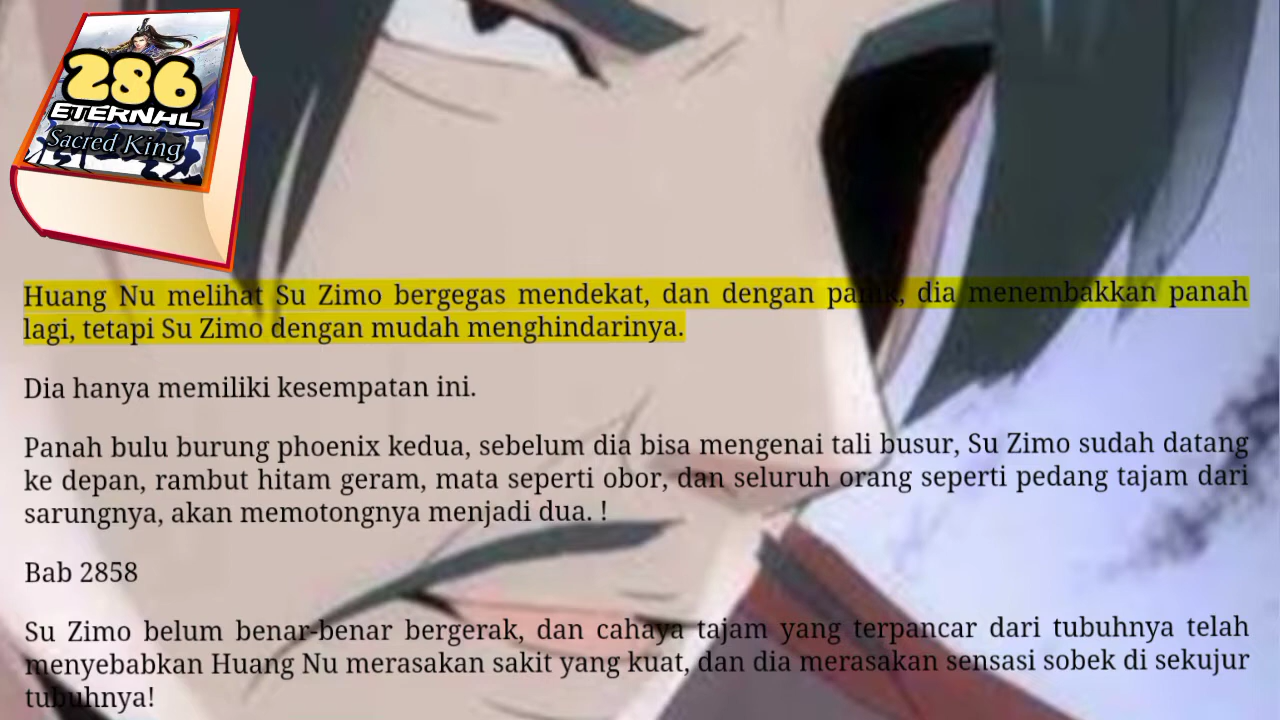 286
ETERNAL
Sacred King
Huang Nu melihat Su Zimo bergegas mendekat, dan dengan panik, dia menembakkan panah
lagi, tetapi Su Zimo dengan mudah menghindarinya.
Dia hanya memiliki kesempatan ini.
Panah bulu burung phoenix kedua, sebelum dia bisa mengenai tali busur, Su Zimo sudah datang
ke depan, rambut hitam geram, mata seperti obor, dan seluruh orang seperti pedang tajam dari
sarungnya, akan memotongnya menjadi dua. !
Bab 2858
Su Zimo belum benar-benar bergerak, dan cahaya tajam yang terpancar dari tubuhnya telah
menyebabkan Huang Nu merasakan sakit yang kuat, dan dia merasakan sensasi sobek di sekujur
tubuhnya!